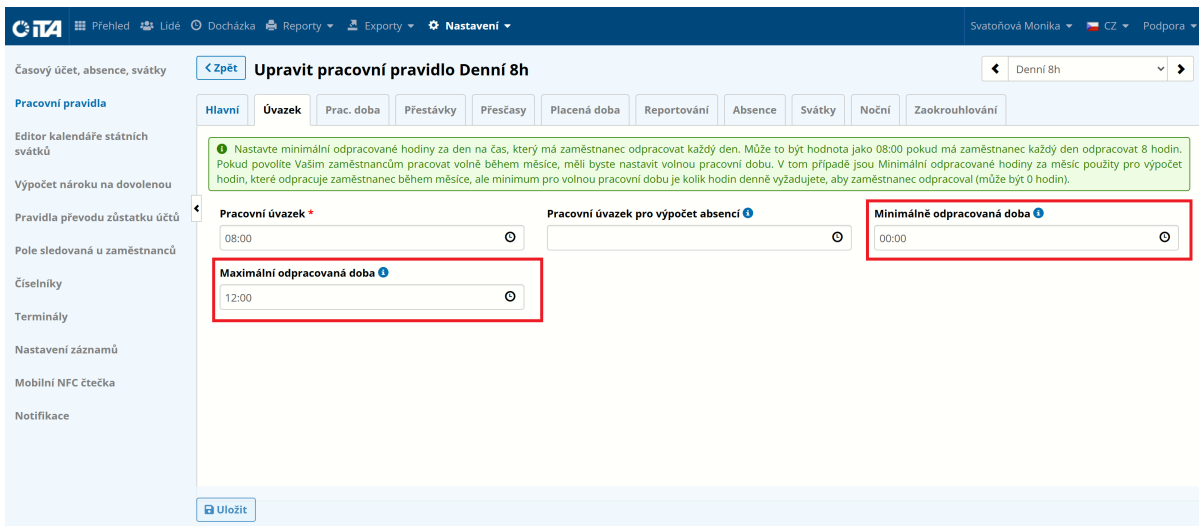 GiTA Přehled Lidé Docházka Reporty Exporty Nastavení Svatoňová Monika CZ Podpora
Časový účet, absence, svátky
Pracovní pravidla
Editor kalendáře státních
svátků
Výpočet nároku na dovolenou
Pravidla převodu zůstatku účtů
Pole sledovaná u zaměstnanců
Číselníky
Terminály
Nastavení záznamů
Mobilní NFC čtečka
Notifikace
Zpět Upravit pracovní pravidlo Denní 8h Denní 8h
Hlavní Úvazek Prac. doba Přestávky Přesčasy Placená doba Reportování Absence Svátky Noční Zaokrouhlování
Nastavte minimální odpracované hodiny za den na čas, který má zaměstnanec odpracovat každý den. Může to být hodnota jako 08:00 pokud má zaměstnanec každý den odpracovat 8 hodin.
Pokud povolíte Vašim zaměstnancům pracovat volně během měsíce, měli byste nastavit volnou pracovní dobu. V tom případě jsou Minimální odpracované hodiny za měsíc použity pro výpočet
hodin, které odpracuje zaměstnanec během měsíce, ale minimum pro volnou pracovní dobu je kolik hodin denně vyžadujete, aby zaměstnanec odpracoval (může být 0 hodin).
Pracovní úvazek * Pracovní úvazek pro výpočet absencí Minimálně odpracovaná doba
08:00 00:00
Maximální odpracovaná doba
12:00
Uložit